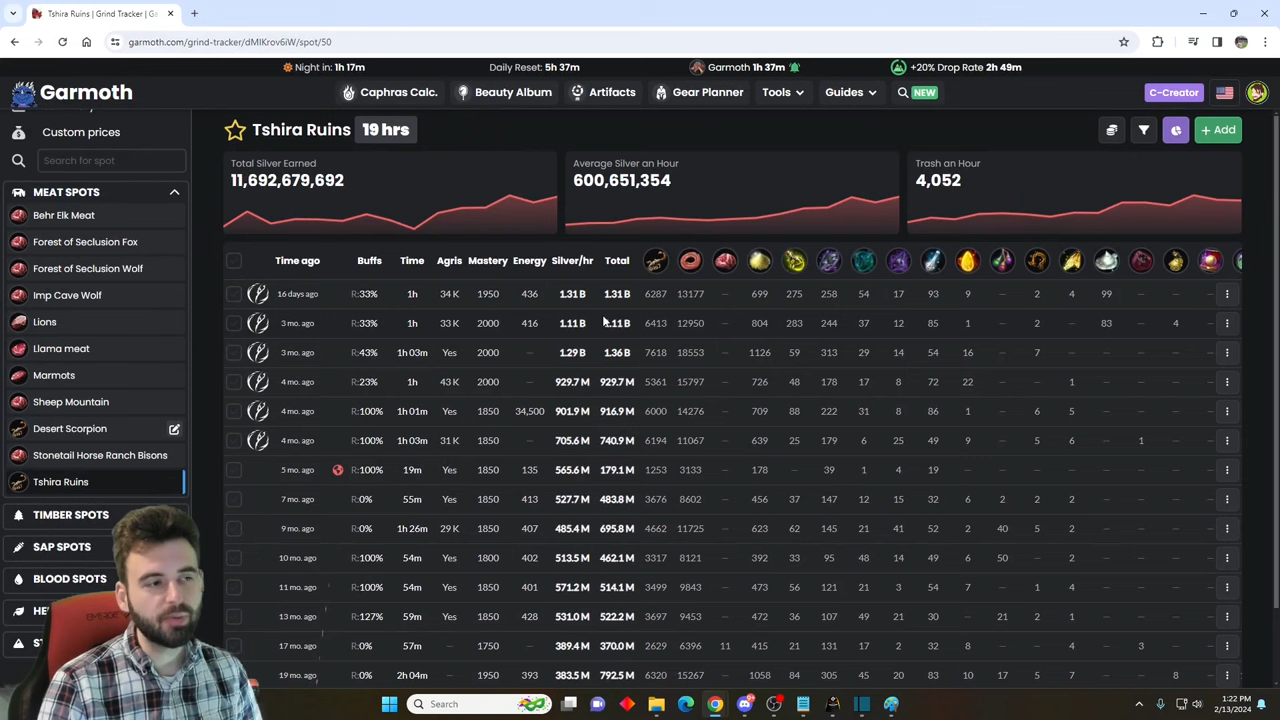 Tshira Ruins | Grind Tracker | Ga
garmoth.com/grind-tracker/dMIKrov6iW/spot/50
Night in: 1h 17m Daily Reset: 5h 37m Garmoth 1h 37m +20% Drop Rate 2h 49m
Garmoth Caphras Calc. Beauty Album Artifacts Gear Planner Tools Guides NEW C-Creator
Custom prices
Search for spot
MEAT SPOTS
Behr Elk Meat
Forest of Seclusion Fox
Forest of Seclusion Wolf
Imp Cave Wolf
Lions
Llama meat
Marmots
Sheep Mountain
Desert Scorpion
Stonetail Horse Ranch Bisons
Tshira Ruins
TIMBER SPOTS
SAP SPOTS
BLOOD SPOTS
Tshira Ruins 19 hrs + Add
Total Silver Earned Average Silver an Hour Trash an Hour
11,692,679,692 600,651,354 4,052
Time ago Buffs Time Agris Mastery Energy Silver/hr Total
16 days ago R:33% 1h 34 K 1950 436 1.31 B 1.31 B 6287 13177 — 699 275 258 54 17 93 9 — 2 4 99 — — —
3 mo. ago R:33% 1h 33 K 2000 416 1.11 B 1.11 B 6413 12950 — 804 283 244 37 12 85 1 — — — 83 — 4 —
3 mo. ago R:43% 1h 03m Yes 2000 — 1.29 B 1.36 B 7618 18553 — 1126 59 313 29 14 54 16 — 7 — — — — —
4 mo. ago R:23% 1h 43 K 2000 — 929.7 M 929.7 M 5361 15797 — 726 48 178 17 8 72 22 — — 1 — — — —
4 mo. ago R:100% 1h 01m Yes 1850 34,500 901.9 M 916.9 M 6000 14276 — 709 88 222 31 8 86 1 — 6 5 — — — —
4 mo. ago R:100% 1h 03m 31 K 1850 — 705.6 M 740.9 M 6194 11067 — 639 25 179 6 25 49 9 — 5 6 — 1 — —
5 mo. ago R:100% 19m Yes 1850 135 565.6 M 179.1 M 1253 3133 — 178 — 39 1 4 19 — — — — — — — —
7 mo. ago R:0% 55m Yes 1850 413 527.7 M 483.8 M 3676 8602 — 456 37 147 12 15 32 6 2 2 2 — — — —
9 mo. ago R:0% 1h 26m 29 K 1850 407 485.4 M 695.8 M 4662 11725 — 623 62 145 21 41 52 2 40 5 2 — — — —
10 mo. ago R:100% 54m Yes 1800 402 513.5 M 462.1 M 3317 8121 — 392 33 95 48 14 49 6 50 — 2 — — — —
11 mo. ago R:100% 54m Yes 1850 401 571.2 M 514.1 M 3499 9843 — 473 56 121 21 3 54 7 — 1 4 — — — —
13 mo. ago R:127% 59m Yes 1850 428 531.0 M 522.2 M 3697 9453 — 432 36 107 49 21 30 — 21 2 1 — — — —
17 mo. ago R:0% 57m — 1750 — 389.4 M 370.0 M 2629 6396 11 415 21 131 17 2 32 8 — — 4 — 3 — —
19 mo. ago R:0% 2h 04m Yes 1750 393 383.5 M 792.5 M 6320 15267 — 1058 84 305 45 20 83 10 17 5 7 — — 8 —
Search
1:22 PM
2/13/2024